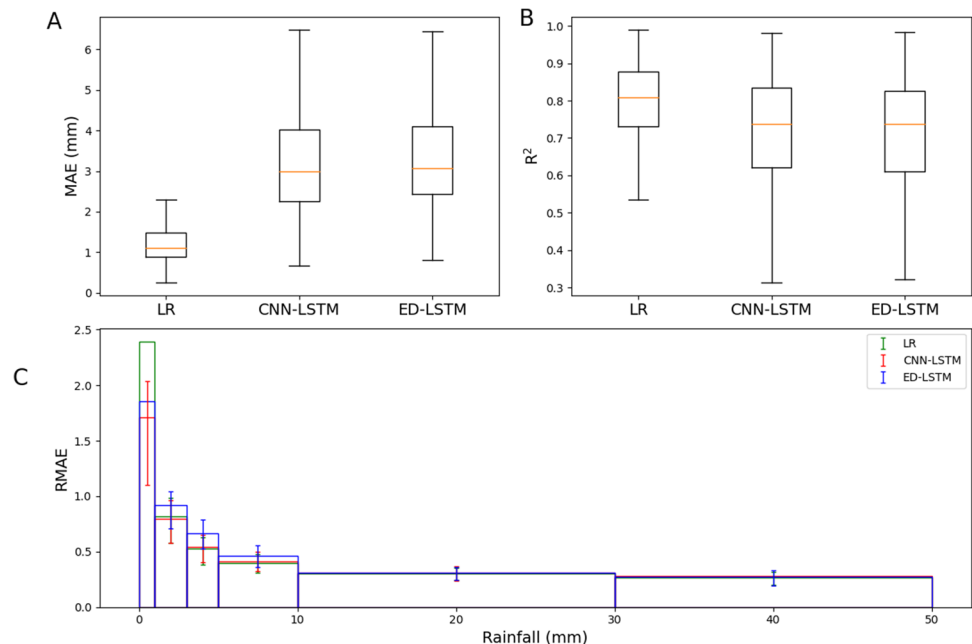 A
MAE (mm)
6
5
4
3
2
1
0
LR CNN-LSTM ED-LSTM
B
R²
1.0
0.9
0.8
0.7
0.6
0.5
0.4
0.3
LR CNN-LSTM ED-LSTM
C
RMAE
2.5
2.0
1.5
1.0
0.5
0.0
LR
CNN-LSTM
ED-LSTM
0 10 20 30 40 50
Rainfall (mm)